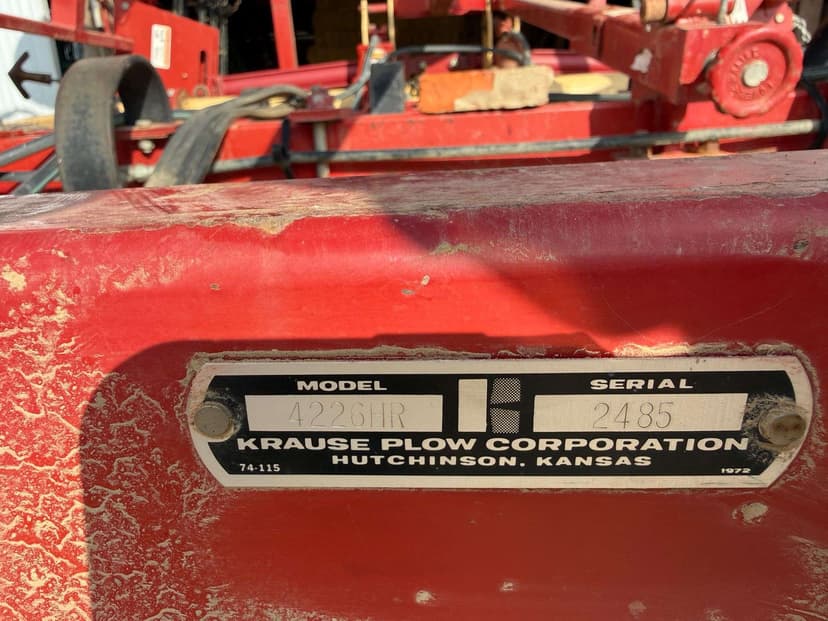 MODEL
SERIAL
4226HR
2485
KRAUSE PLOW CORPORATION
HUTCHINSON, KANSAS
74-115
1972